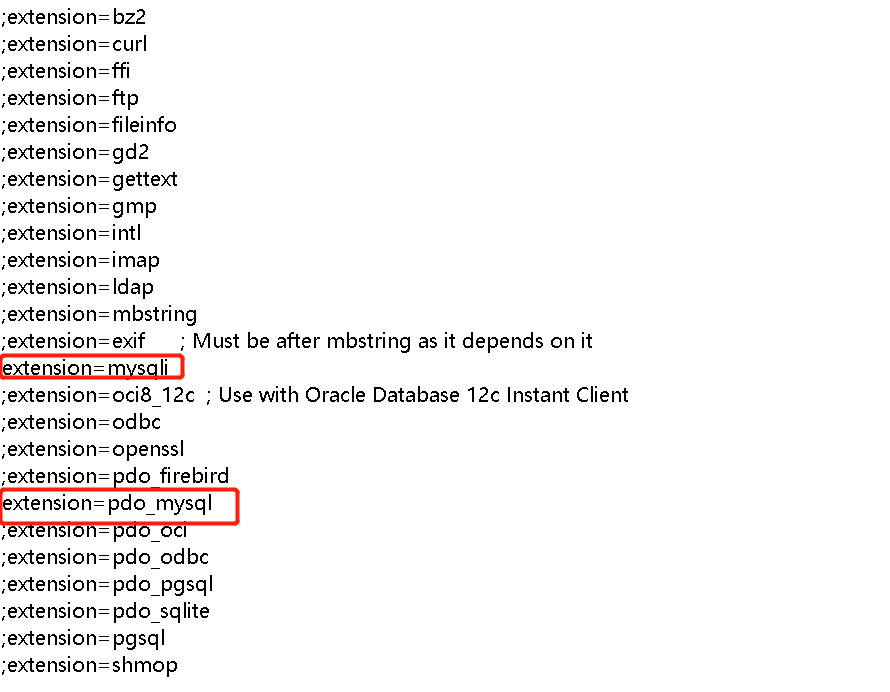 ;extension=bz2
;extension=curl
;extension=ffi
;extension=ftp
;extension=fileinfo
;extension=gd2
;extension=gettext
;extension=gmp
;extension=intl
;extension=imap
;extension=ldap
;extension=mbstring
;extension=exif      ; Must be after mbstring as it depends on it
extension=mysqli
;extension=oci8_12c  ; Use with Oracle Database 12c Instant Client
;extension=odbc
;extension=openssl
;extension=pdo_firebird
extension=pdo_mysql
;extension=pdo_oci
;extension=pdo_odbc
;extension=pdo_pgsql
;extension=pdo_sqlite
;extension=pgsql
;extension=shmop